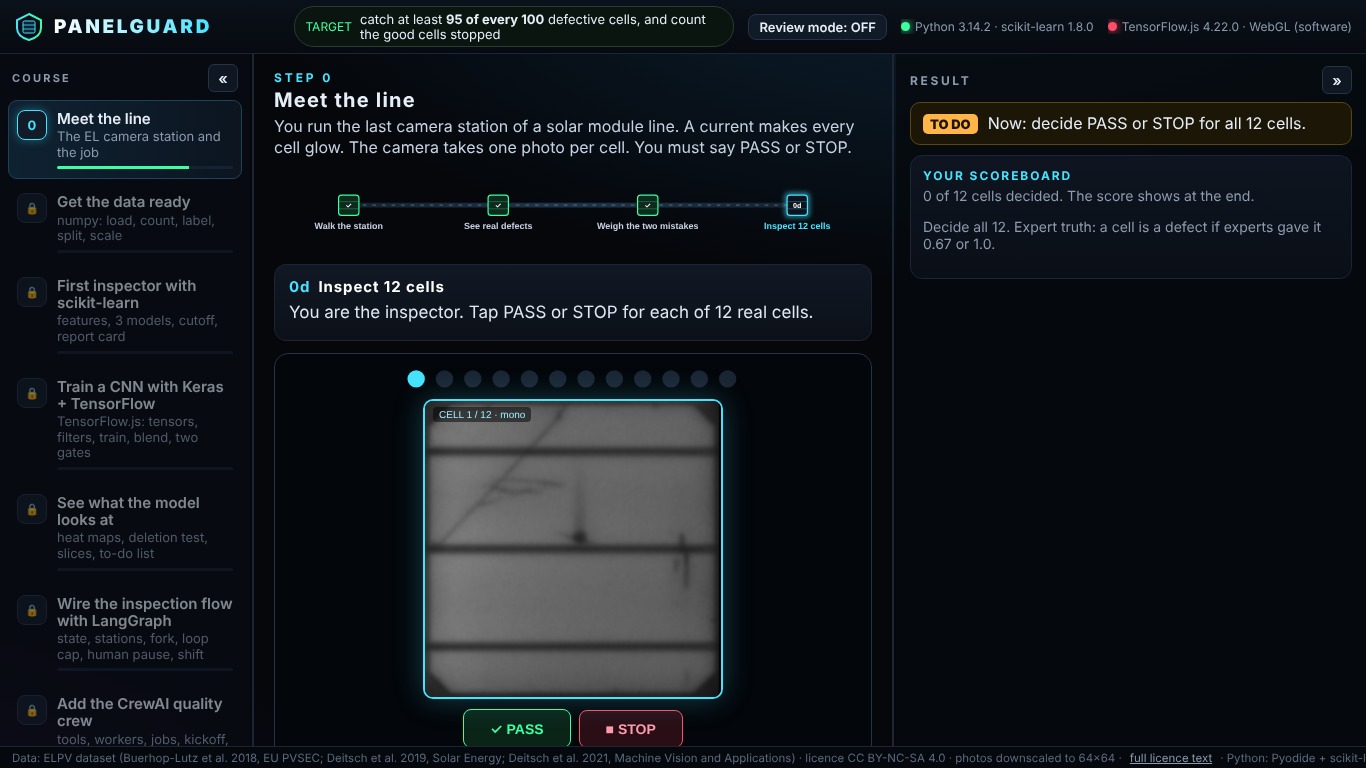 PANELGUARD
TARGET
catch at least 95 of every 100 defective cells, and count
the good cells stopped
Review mode: OFF
Python 3.14.2 · scikit-learn 1.8.0
TensorFlow.js 4.22.0 · WebGL (software)
COURSE
«
0
Meet the line
The EL camera station and
the job
Get the data ready
numpy: load, count, label,
split, scale
First inspector with
scikit-learn
features, 3 models, cutoff,
report card
Train a CNN with Keras
+ TensorFlow
TensorFlow.js: tensors,
filters, train, blend, two
gates
See what the model
looks at
heat maps, deletion test,
slices, to-do list
Wire the inspection flow
with LangGraph
state, stations, fork, loop
cap, human pause, shift
Add the CrewAI quality
crew
tools, workers, jobs, kickoff,
STEP 0
Meet the line
You run the last camera station of a solar module line. A current makes every
cell glow. The camera takes one photo per cell. You must say PASS or STOP.
✓ ✓ ✓ 0d
Walk the station See real defects Weigh the two mistakes Inspect 12 cells
0d Inspect 12 cells
You are the inspector. Tap PASS or STOP for each of 12 real cells.
CELL 1 / 12 · mono
✓ PASS
■ STOP
RESULT
»
TO DO Now: decide PASS or STOP for all 12 cells.
YOUR SCOREBOARD
0 of 12 cells decided. The score shows at the end.
Decide all 12. Expert truth: a cell is a defect if experts gave it
0.67 or 1.0.
Data: ELPV dataset (Buerhop-Lutz et al. 2018, EU PVSEC; Deitsch et al. 2019, Solar Energy; Deitsch et al. 2021, Machine Vision and Applications) · licence CC BY-NC-SA 4.0 · photos downscaled to 64×64 · full licence text · Python: Pyodide + scikit-